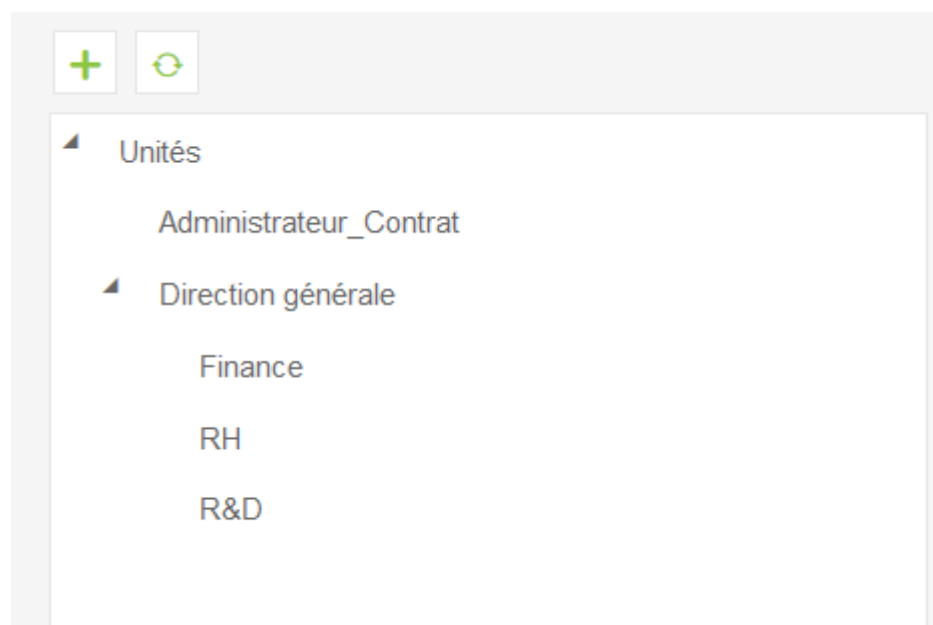 Unités
Administrateur_Contrat
Direction générale
Finance
RH
R&D